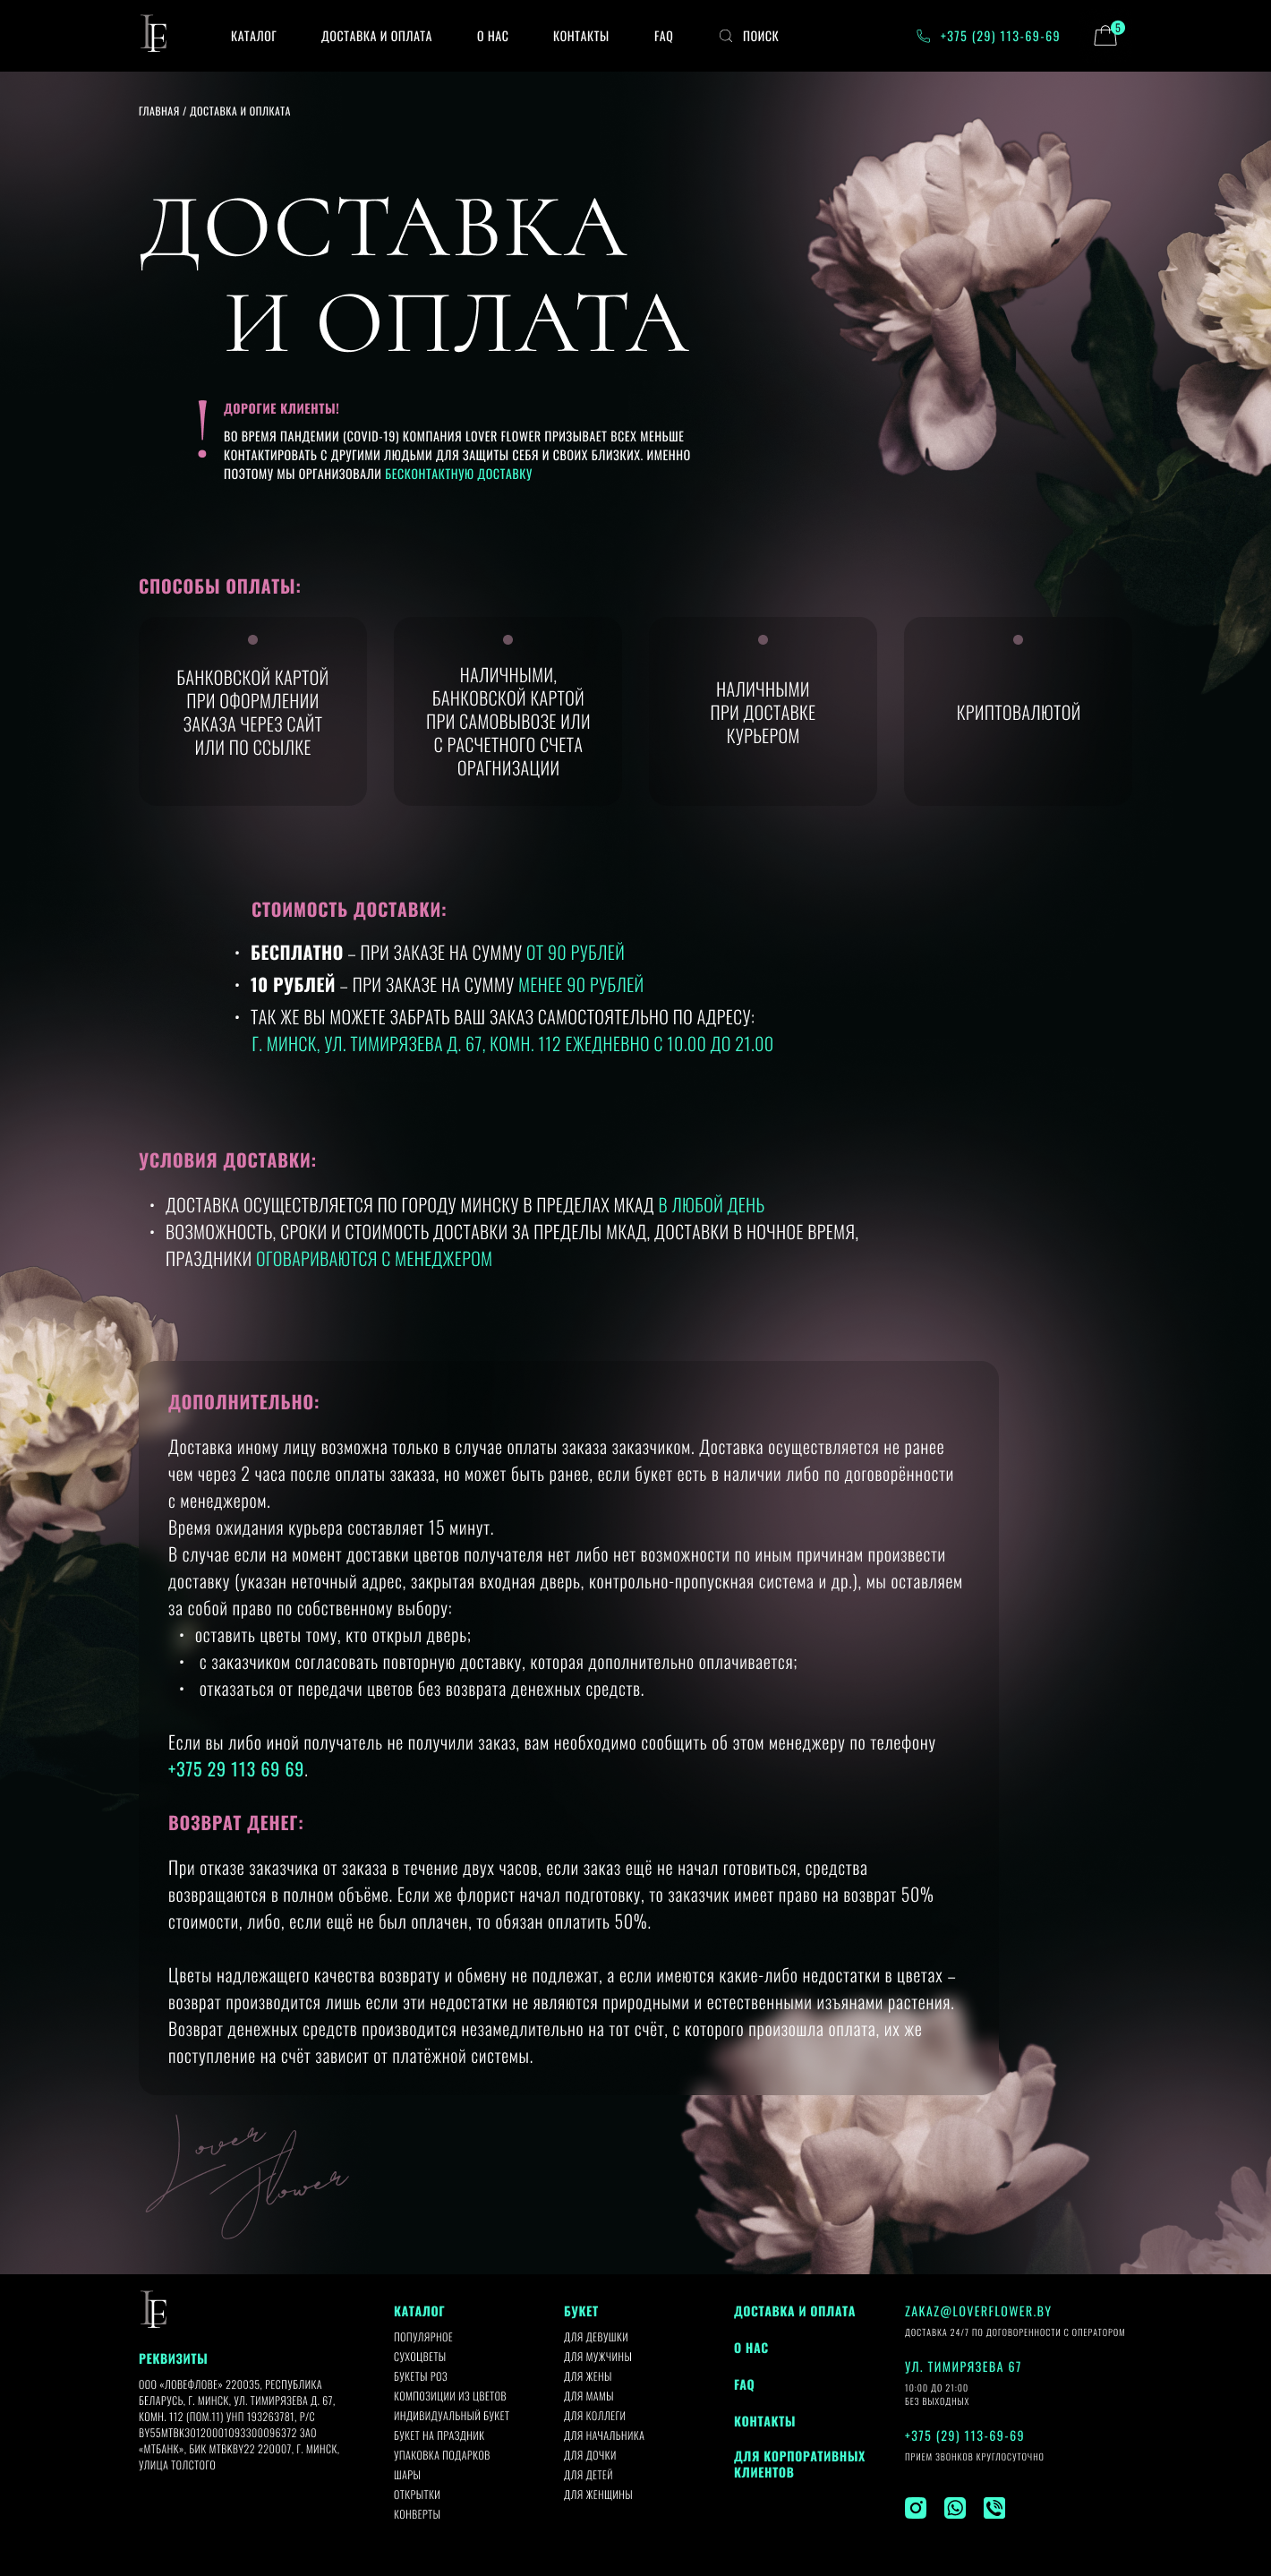 LF
КАТАЛОГ ДОСТАВКА И ОПЛАТА О НАС КОНТАКТЫ FAQ ПОИСК +375 (29) 113-69-69 5
ГЛАВНАЯ / ДОСТАВКА И ОПЛКАТА
ДОСТАВКА
И ОПЛАТА
!
ДОРОГИЕ КЛИЕНТЫ!
ВО ВРЕМЯ ПАНДЕМИИ (COVID-19) КОМПАНИЯ LOVER FLOWER ПРИЗЫВАЕТ ВСЕХ МЕНЬШЕ
КОНТАКТИРОВАТЬ С ДРУГИМИ ЛЮДЬМИ ДЛЯ ЗАЩИТЫ СЕБЯ И СВОИХ БЛИЗКИХ. ИМЕННО
ПОЭТОМУ МЫ ОРГАНИЗОВАЛИ БЕСКОНТАКТНУЮ ДОСТАВКУ
СПОСОБЫ ОПЛАТЫ:
БАНКОВСКОЙ КАРТОЙ
ПРИ ОФОРМЛЕНИИ
ЗАКАЗА ЧЕРЕЗ САЙТ
ИЛИ ПО ССЫЛКЕ
НАЛИЧНЫМИ,
БАНКОВСКОЙ КАРТОЙ
ПРИ САМОВЫВОЗЕ ИЛИ
С РАСЧЕТНОГО СЧЕТА
ОРАГНИЗАЦИИ
НАЛИЧНЫМИ
ПРИ ДОСТАВКЕ
КУРЬЕРОМ
КРИПТОВАЛЮТОЙ
СТОИМОСТЬ ДОСТАВКИ:
• БЕСПЛАТНО – ПРИ ЗАКАЗЕ НА СУММУ ОТ 90 РУБЛЕЙ
• 10 РУБЛЕЙ – ПРИ ЗАКАЗЕ НА СУММУ МЕНЕЕ 90 РУБЛЕЙ
• ТАК ЖЕ ВЫ МОЖЕТЕ ЗАБРАТЬ ВАШ ЗАКАЗ САМОСТОЯТЕЛЬНО ПО АДРЕСУ:
Г. МИНСК, УЛ. ТИМИРЯЗЕВА Д. 67, КОМН. 112 ЕЖЕДНЕВНО С 10.00 ДО 21.00
УСЛОВИЯ ДОСТАВКИ:
• ДОСТАВКА ОСУЩЕСТВЛЯЕТСЯ ПО ГОРОДУ МИНСКУ В ПРЕДЕЛАХ МКАД В ЛЮБОЙ ДЕНЬ
• ВОЗМОЖНОСТЬ, СРОКИ И СТОИМОСТЬ ДОСТАВКИ ЗА ПРЕДЕЛЫ МКАД, ДОСТАВКИ В НОЧНОЕ ВРЕМЯ,
ПРАЗДНИКИ ОГОВАРИВАЮТСЯ С МЕНЕДЖЕРОМ
ДОПОЛНИТЕЛЬНО:
Доставка иному лицу возможна только в случае оплаты заказа заказчиком. Доставка осуществляется не ранее
чем через 2 часа после оплаты заказа, но может быть ранее, если букет есть в наличии либо по договорённости
с менеджером.
Время ожидания курьера составляет 15 минут.
В случае если на момент доставки цветов получателя нет либо нет возможности по иным причинам произвести
доставку (указан неточный адрес, закрытая входная дверь, контрольно-пропускная система и др.), мы оставляем
за собой право по собственному выбору:
• оставить цветы тому, кто открыл дверь;
• с заказчиком согласовать повторную доставку, которая дополнительно оплачивается;
• отказаться от передачи цветов без возврата денежных средств.
Если вы либо иной получатель не получили заказ, вам необходимо сообщить об этом менеджеру по телефону
+375 29 113 69 69.
ВОЗВРАТ ДЕНЕГ:
При отказе заказчика от заказа в течение двух часов, если заказ ещё не начал готовиться, средства
возвращаются в полном объёме. Если же флорист начал подготовку, то заказчик имеет право на возврат 50%
стоимости, либо, если ещё не был оплачен, то обязан оплатить 50%.
Цветы надлежащего качества возврату и обмену не подлежат, а если имеются какие-либо недостатки в цветах –
возврат производится лишь если эти недостатки не являются природными и естественными изъянами растения.
Возврат денежных средств производится незамедлительно на тот счёт, с которого произошла оплата, их же
поступление на счёт зависит от платёжной системы.
Lover
Flower
LF
РЕКВИЗИТЫ
ООО «ЛОВЕФЛОВЕ» 220035, РЕСПУБЛИКА
БЕЛАРУСЬ, Г. МИНСК, УЛ. ТИМИРЯЗЕВА Д. 67,
КОМН. 112 (ПОМ.11) УНП 193263781, Р/С
BY55MTBK30120001093300096372 ЗАО
«МТБАНК», БИК MTBKBY22 220007, Г. МИНСК,
УЛИЦА ТОЛСТОГО
КАТАЛОГ
ПОПУЛЯРНОЕ
СУХОЦВЕТЫ
БУКЕТЫ РОЗ
КОМПОЗИЦИИ ИЗ ЦВЕТОВ
ИНДИВИДУАЛЬНЫЙ БУКЕТ
БУКЕТ НА ПРАЗДНИК
УПАКОВКА ПОДАРКОВ
ШАРЫ
ОТКРЫТКИ
КОНВЕРТЫ
БУКЕТ
ДЛЯ ДЕВУШКИ
ДЛЯ МУЖЧИНЫ
ДЛЯ ЖЕНЫ
ДЛЯ МАМЫ
ДЛЯ КОЛЛЕГИ
ДЛЯ НАЧАЛЬНИКА
ДЛЯ ДОЧКИ
ДЛЯ ДЕТЕЙ
ДЛЯ ЖЕНЩИНЫ
ДОСТАВКА И ОПЛАТА
О НАС
FAQ
КОНТАКТЫ
ДЛЯ КОРПОРАТИВНЫХ
КЛИЕНТОВ
ZAKAZ@LOVERFLOWER.BY
ДОСТАВКА 24/7 ПО ДОГОВОРЕННОСТИ С ОПЕРАТОРОМ
УЛ. ТИМИРЯЗЕВА 67
10:00 ДО 21:00
БЕЗ ВЫХОДНЫХ
+375 (29) 113-69-69
ПРИЕМ ЗВОНКОВ КРУГЛОСУТОЧНО